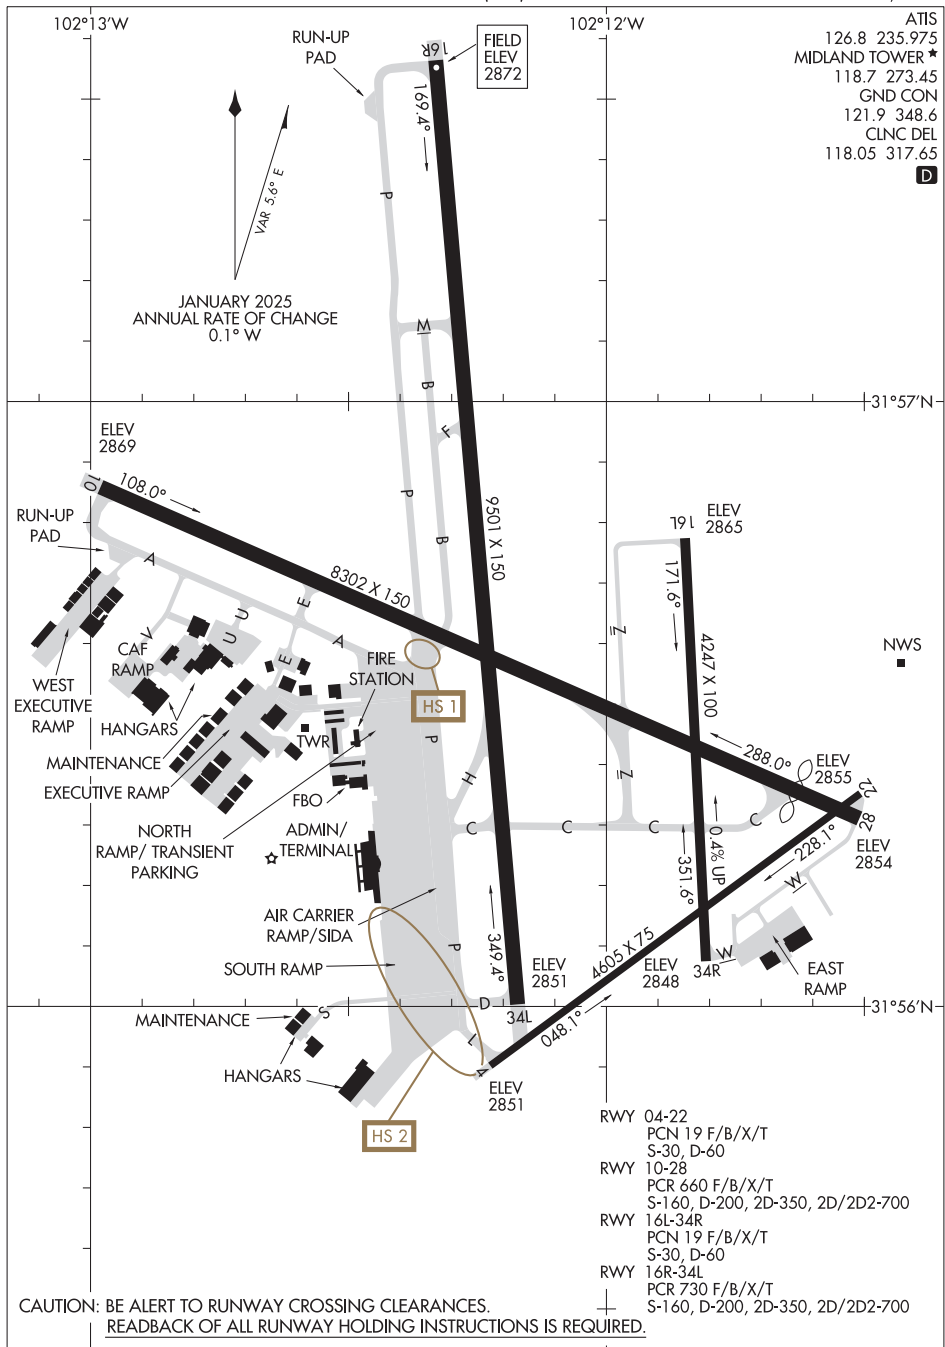 102°13'W
102°12'W
ATIS
126.8 235.975
MIDLAND TOWER ★
118.7 273.45
GND CON
121.9 348.6
CLNC DEL
118.05 317.65
D
RUN-UP
PAD
16R
FIELD
ELEV
2872
169.4°
VAR 5.6° E
P
JANUARY 2025
ANNUAL RATE OF CHANGE
0.1° W
M
B
F
31°57'N
ELEV
2869
10
108.0°
RUN-UP
PAD
A
P
B
9501 X 150
8302 X 150
16L
ELEV
2865
171.6°
4247 X 100
Z
NWS
E
U
U
V
A
E
CAF
RAMP
FIRE
STATION
WEST
EXECUTIVE
RAMP
HANGARS
HS 1
TWR
P
MAINTENANCE
EXECUTIVE RAMP
H
Z
288.0°
ELEV
2855
22
28
ELEV
2854
FBO
NORTH
RAMP/ TRANSIENT
PARKING
ADMIN/
TERMINAL
C
C
C
C
0.4% UP
351.6°
228.1°
W
AIR CARRIER
RAMP/SIDA
349.4°
P
SOUTH RAMP
ELEV
2851
4605 X 75
ELEV
2848
34R
W
EAST
RAMP
D
34L
31°56'N
S
MAINTENANCE
048.1°
L
HANGARS
4
ELEV
2851
HS 2
RWY 04-22
PCN 19 F/B/X/T
S-30, D-60
RWY 10-28
PCR 660 F/B/X/T
S-160, D-200, 2D-350, 2D/2D2-700
RWY 16L-34R
PCN 19 F/B/X/T
S-30, D-60
RWY 16R-34L
PCR 730 F/B/X/T
S-160, D-200, 2D-350, 2D/2D2-700
CAUTION: BE ALERT TO RUNWAY CROSSING CLEARANCES.
READBACK OF ALL RUNWAY HOLDING INSTRUCTIONS IS REQUIRED.